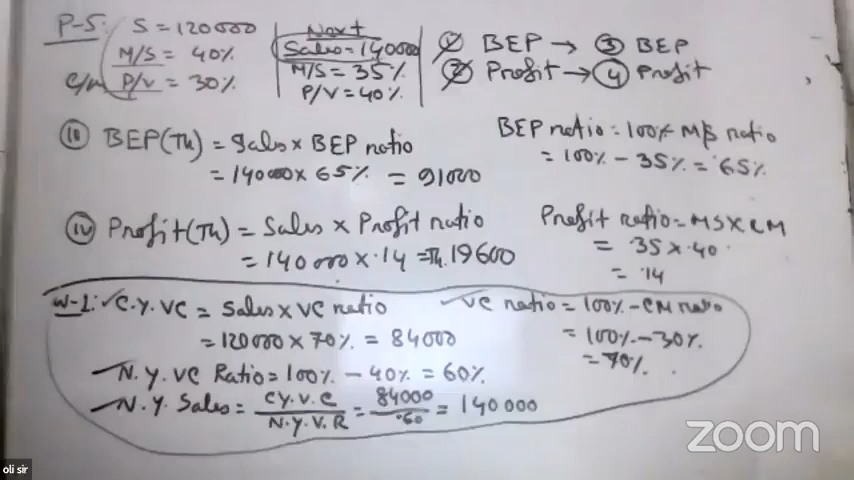 P-5: S = 120000
M/S = 40%
C/M P/V = 30%
Next
Sales = 140000
M/S = 35%
P/V = 40%
① BEP → ③ BEP
② Profit → ④ Profit
⑪ BEP(Tk) = Sales × BEP ratio
= 140000 × 65% = 91000
BEP ratio = 100% - M/S ratio
= 100% - 35% = 65%
ⓘⓥ Profit(Tk) = Sales × Profit ratio
= 140000 × .14 = Tk. 19600
Profit ratio = MS × CM
= .35 × .40
= .14
W-1: ✓ C.Y. VC = Sales × VC ratio
= 120000 × 70% = 84000
✓ VC ratio = 100% - CM ratio
= 100% - 30%
= 70%
✓ N.Y. VC Ratio = 100% - 40% = 60%
✓ N.Y. Sales = C.Y.V.C / N.Y.V.R = 84000 / .60 = 140000
zoom
oli sir